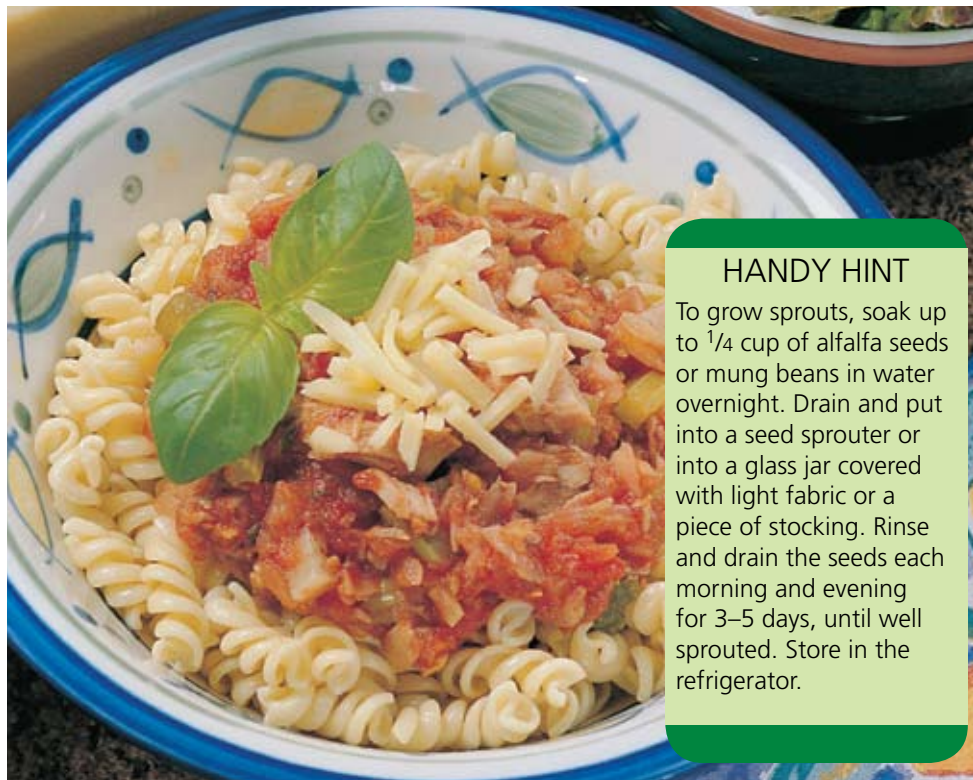 HANDY HINT
To grow sprouts, soak up
to 1/4 cup of alfalfa seeds
or mung beans in water
overnight. Drain and put
into a seed sprouter or
into a glass jar covered
with light fabric or a
piece of stocking. Rinse
and drain the seeds each
morning and evening
for 3–5 days, until well
sprouted. Store in the
refrigerator.